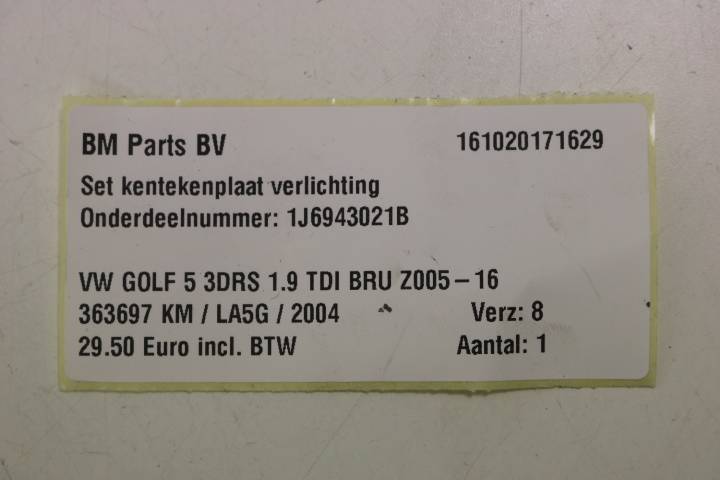 BM Parts BV 161020171629
Set kentekenplaat verlichting
Onderdeelnummer: 1J6943021B
VW GOLF 5 3DRS 1.9 TDI BRU Z005-16
363697 KM / LA5G / 2004 Verz: 8
29.50 Euro incl. BTW Aantal: 1